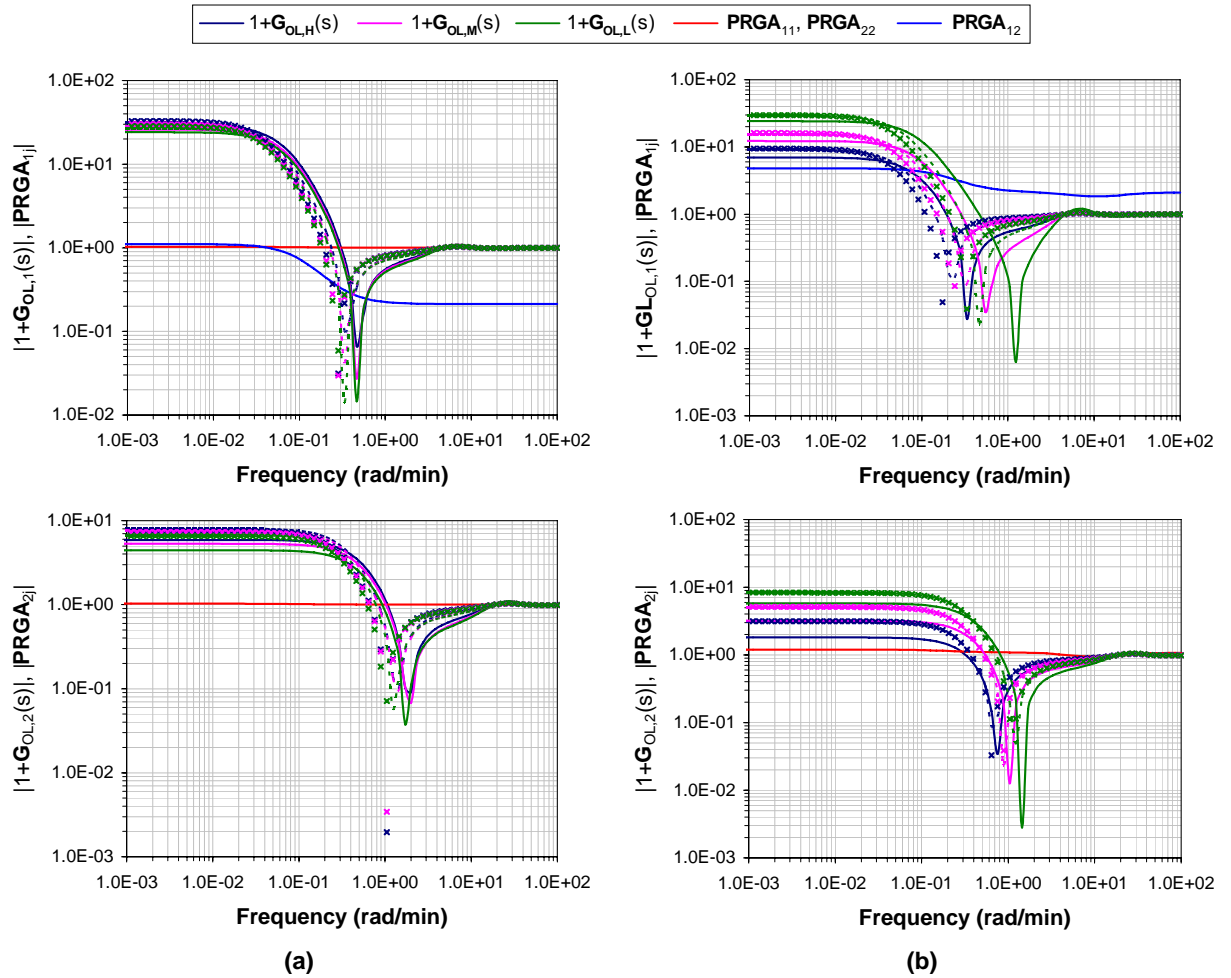 1+G_OL,H(s) 1+G_OL,M(s) 1+G_OL,L(s) PRGA_11, PRGA_22 PRGA_12
|1+G_OL,1(s)|, |PRGA_1j|
1.0E+02
1.0E+01
1.0E+00
1.0E-01
1.0E-02
1.0E-03 1.0E-02 1.0E-01 1.0E+00 1.0E+01 1.0E+02
Frequency (rad/min)
|1+GL_OL,1(s)|, |PRGA_1j|
1.0E+02
1.0E+01
1.0E+00
1.0E-01
1.0E-02
1.0E-03
1.0E-03 1.0E-02 1.0E-01 1.0E+00 1.0E+01 1.0E+02
Frequency (rad/min)
|1+G_OL,2(s)|, |PRGA_2j|
1.0E+01
1.0E+00
1.0E-01
1.0E-02
1.0E-03
1.0E-03 1.0E-02 1.0E-01 1.0E+00 1.0E+01 1.0E+02
Frequency (rad/min)
(a)
|1+G_OL,2(s)|, |PRGA_2j|
1.0E+02
1.0E+01
1.0E+00
1.0E-01
1.0E-02
1.0E-03
1.0E-03 1.0E-02 1.0E-01 1.0E+00 1.0E+01 1.0E+02
Frequency (rad/min)
(b)